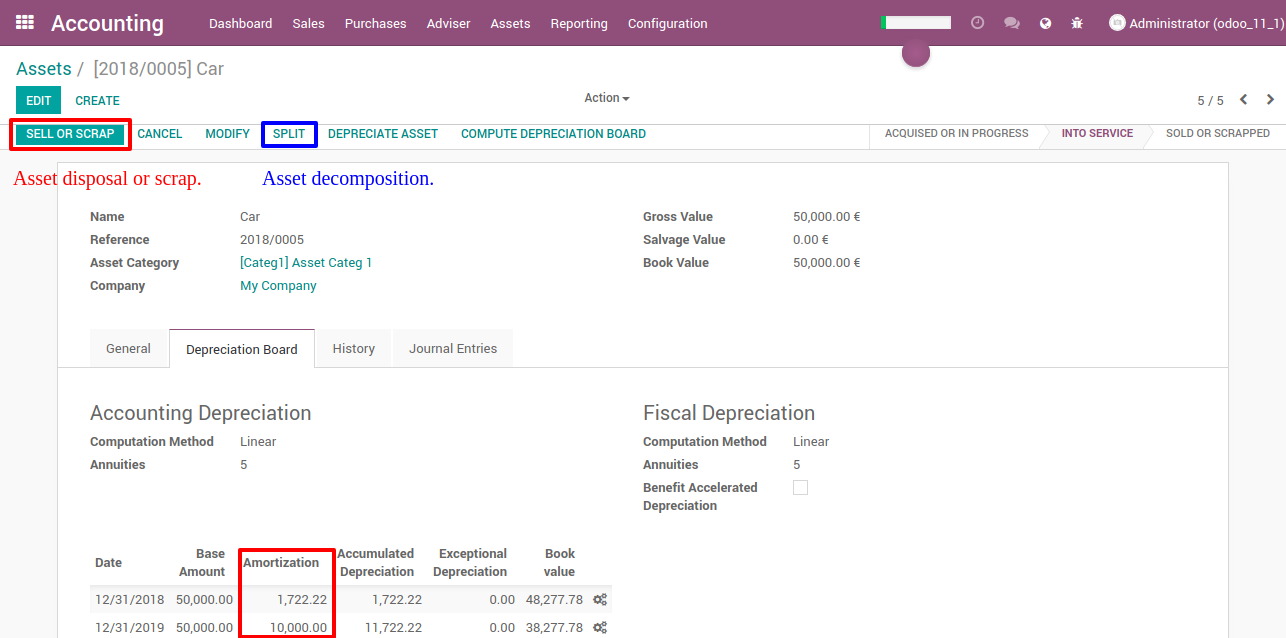 Accounting Dashboard Sales Purchases Adviser Assets Reporting Configuration Administrator (odoo_11_1)
Assets / [2018/0005] Car
EDIT CREATE Action 5 / 5
SELL OR SCRAP CANCEL MODIFY SPLIT DEPRECIATE ASSET COMPUTE DEPRECIATION BOARD ACQUISED OR IN PROGRESS INTO SERVICE SOLD OR SCRAPPED
Asset disposal or scrap. Asset decomposition.
Name Car Gross Value 50,000.00 €
Reference 2018/0005 Salvage Value 0.00 €
Asset Category [Categ1] Asset Categ 1 Book Value 50,000.00 €
Company My Company
General Depreciation Board History Journal Entries
Accounting Depreciation Fiscal Depreciation
Computation Method Linear Computation Method Linear
Annuities 5 Annuities 5
Benefit Accelerated
Depreciation
Date Base Amortization Accumulated Exceptional Book
Amount Depreciation Depreciation value
12/31/2018 50,000.00 1,722.22 1,722.22 0.00 48,277.78
12/31/2019 50,000.00 10,000.00 11,722.22 0.00 38,277.78